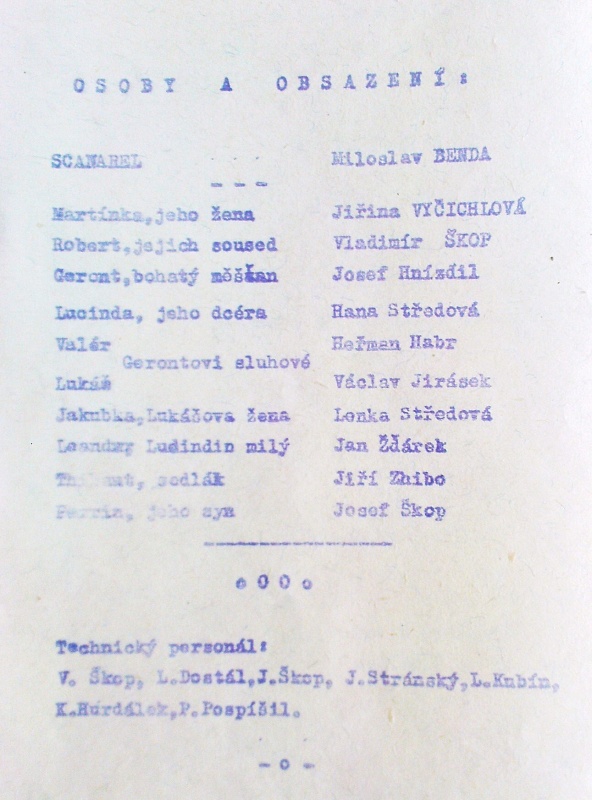 OSOBY A OBSAZENÍ:
SCANAREL Miloslav BENDA
---
Martinka,jeho žena Jiřina VYČICHLOVÁ
Robert,jejich soused Vladimír ŠKOP
Geront,bohatý měšťan Josef Hnízdil
Lucinda, jeho dcéra Hana Středová
Valér Heřman Habr
Gerontovi sluhové
Lukáš Václav Jirásek
Jakubka,Lukášova žena Lenka Středová
Leandr, Ludindin milý Jan Žďárek
sedlák Jiří Zhibo
Perrin, jeho syn Josef Škop
oOOo
Technický personál:
V. Škop, L.Dostál,J.Škop, J.Stránský,L.Kubín,
K.Hurdálek,P.Pospíšil.
-o-